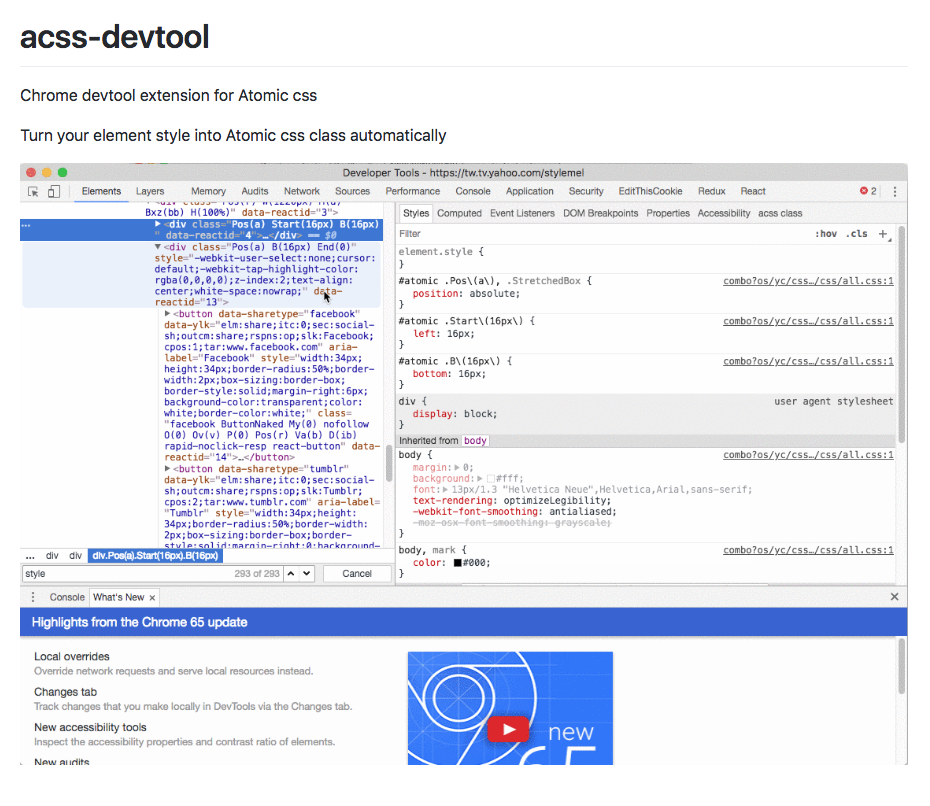 acss-devtool
Chrome devtool extension for Atomic css
Turn your element style into Atomic css class automatically
Developer Tools - https://tw.tv.yahoo.com/stylemel
Elements Layers Memory Audits Network Sources Performance Console Application Security EditThisCookie Redux React 2
<div class="Pos(r) W(1220px) H(a)
Bxz(bb) H(100%)" data-reactid="3">
… <div class="Pos(a) Start(16px) B(16px)
" data-reactid="4">…</div> == $0
<div class="Pos(a) B(16px) End(0)"
style="-webkit-user-select:none;cursor:
default;-webkit-tap-highlight-color:
rgba(0,0,0,0);z-index:2;text-align:
center;white-space:nowrap;" data-
reactid="13">
<button data-sharetype="facebook"
data-ylk="elm:share;itc:0;sec:social-
sh;outcm:share;rspns:op;slk:Facebook;
cpos:1;tar:www.facebook.com" aria-
label="Facebook" style="width:34px;
height:34px;border-radius:50%;border-
width:2px;box-sizing:border-box;
border-style:solid;margin-right:6px;
background-color:transparent;color:
white;border-color:white;" class=
"facebook ButtonNaked My(0) nofollow
O(0) Ov(v) P(0) Pos(r) Va(b) D(ib)
rapid-noclick-resp react-button" data-
reactid="14">…</button>
<button data-sharetype="tumblr"
data-ylk="elm:share;itc:0;sec:social-
sh;outcm:share;rspns:op;slk:Tumblr;
cpos:2;tar:www.tumblr.com" aria-label=
"Tumblr" style="width:34px;height:
34px;border-radius:50%;border-width:
2px;box-sizing:border-box;border-
style:solid;margin-right:0;background-
… div div div.Pos(a).Start(16px).B(16px)
style 293 of 293 Cancel
Styles Computed Event Listeners DOM Breakpoints Properties Accessibility acss class
Filter :hov .cls +
element.style {
}
#atomic .Pos\(a\), .StretchedBox { combo?os/yc/css…/css/all.css:1
position: absolute;
}
#atomic .Start\(16px\) { combo?os/yc/css…/css/all.css:1
left: 16px;
}
#atomic .B\(16px\) { combo?os/yc/css…/css/all.css:1
bottom: 16px;
}
div { user agent stylesheet
display: block;
}
Inherited from body
body { combo?os/yc/css…/css/all.css:1
margin: 0;
background: #fff;
font: 13px/1.3 "Helvetica Neue",Helvetica,Arial,sans-serif;
text-rendering: optimizeLegibility;
-webkit-font-smoothing: antialiased;
-moz-osx-font-smoothing: grayscale;
}
body, mark { combo?os/yc/css…/css/all.css:1
color: #000;
}
Console What's New ×
Highlights from the Chrome 65 update
Local overrides
Override network requests and serve local resources instead.
Changes tab
Track changes that you make locally in DevTools via the Changes tab.
New accessibility tools
Inspect the accessibility properties and contrast ratio of elements.
New audits
new
65